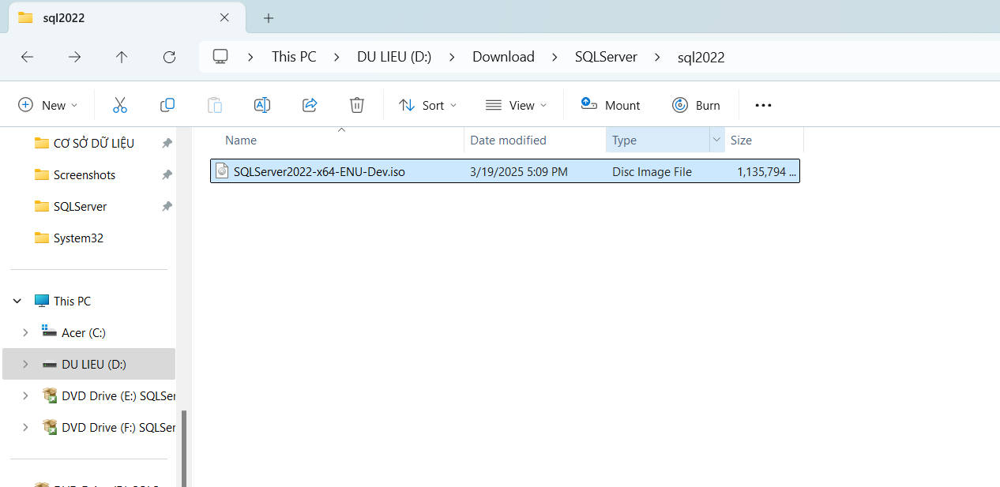 sql2022
This PC > DU LIEU (D:) > Download > SQLServer > sql2022
New Sort View Mount Burn
Name Date modified Type Size
SQLServer2022-x64-ENU-Dev.iso 3/19/2025 5:09 PM Disc Image File 1,135,794 ...
CƠ SỞ DỮ LIỆU
Screenshots
SQLServer
System32
This PC
Acer (C:)
DU LIEU (D:)
DVD Drive (E:) SQLSer
DVD Drive (F:) SQLSer